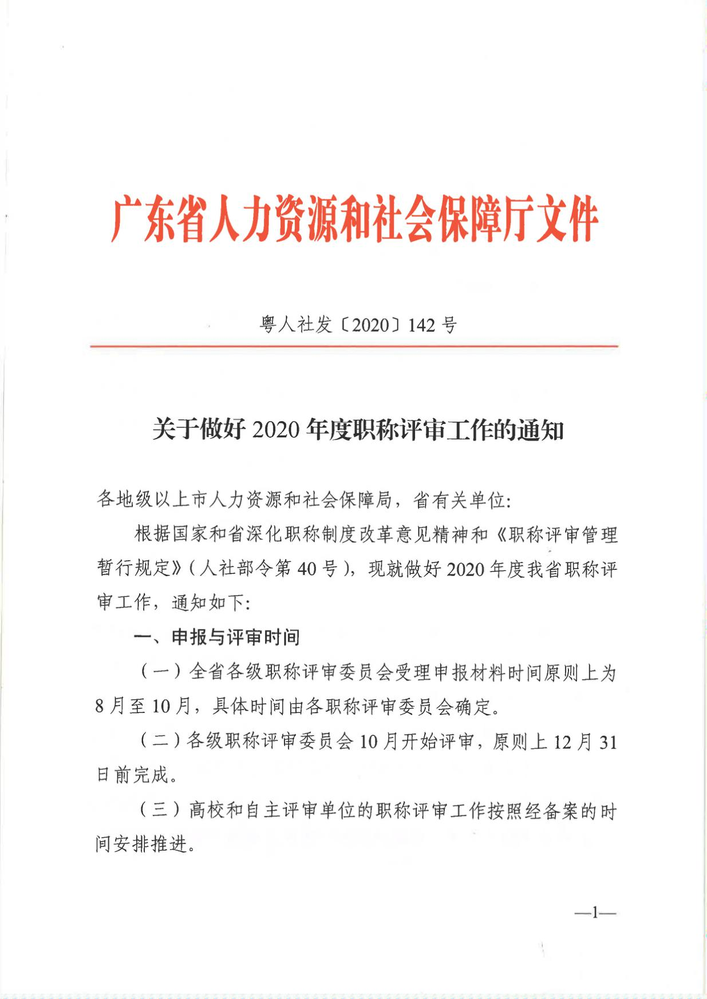 广东省人力资源和社会保障厅文件
粤人社发〔2020〕142 号
关于做好 2020 年度职称评审工作的通知
各地级以上市人力资源和社会保障局，省有关单位：
根据国家和省深化职称制度改革意见精神和《职称评审管理
暂行规定》（人社部令第 40 号），现就做好 2020 年度我省职称评
审工作，通知如下：
一、申报与评审时间
（一）全省各级职称评审委员会受理申报材料时间原则上为
8 月至 10 月，具体时间由各职称评审委员会确定。
（二）各级职称评审委员会 10 月开始评审，原则上 12 月 31
日前完成。
（三）高校和自主评审单位的职称评审工作按照经备案的时
间安排推进。
—1—